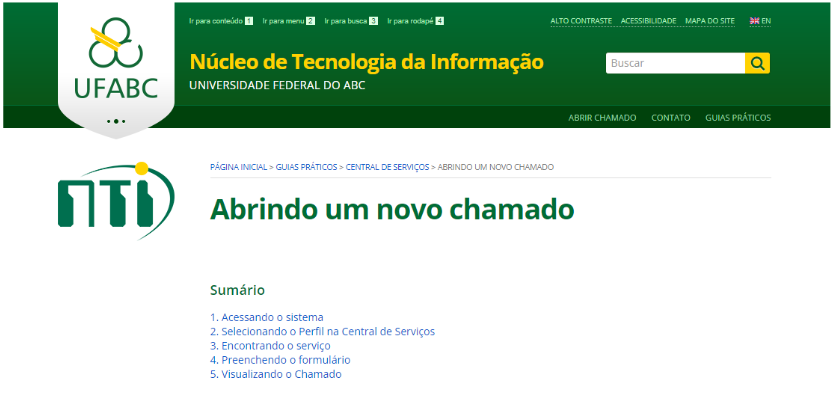 Ir para conteúdo 1 Ir para menu 2 Ir para busca 3 Ir para rodapé 4
ALTO CONTRASTE ACESSIBILIDADE MAPA DO SITE EN
Núcleo de Tecnologia da Informação
UNIVERSIDADE FEDERAL DO ABC
Buscar
UFABC
ABRIR CHAMADO CONTATO GUIAS PRÁTICOS
nTi
PÁGINA INICIAL > GUIAS PRÁTICOS > CENTRAL DE SERVIÇOS > ABRINDO UM NOVO CHAMADO
Abrindo um novo chamado
Sumário
1. Acessando o sistema
2. Selecionando o Perfil na Central de Serviços
3. Encontrando o serviço
4. Preenchendo o formulário
5. Visualizando o Chamado